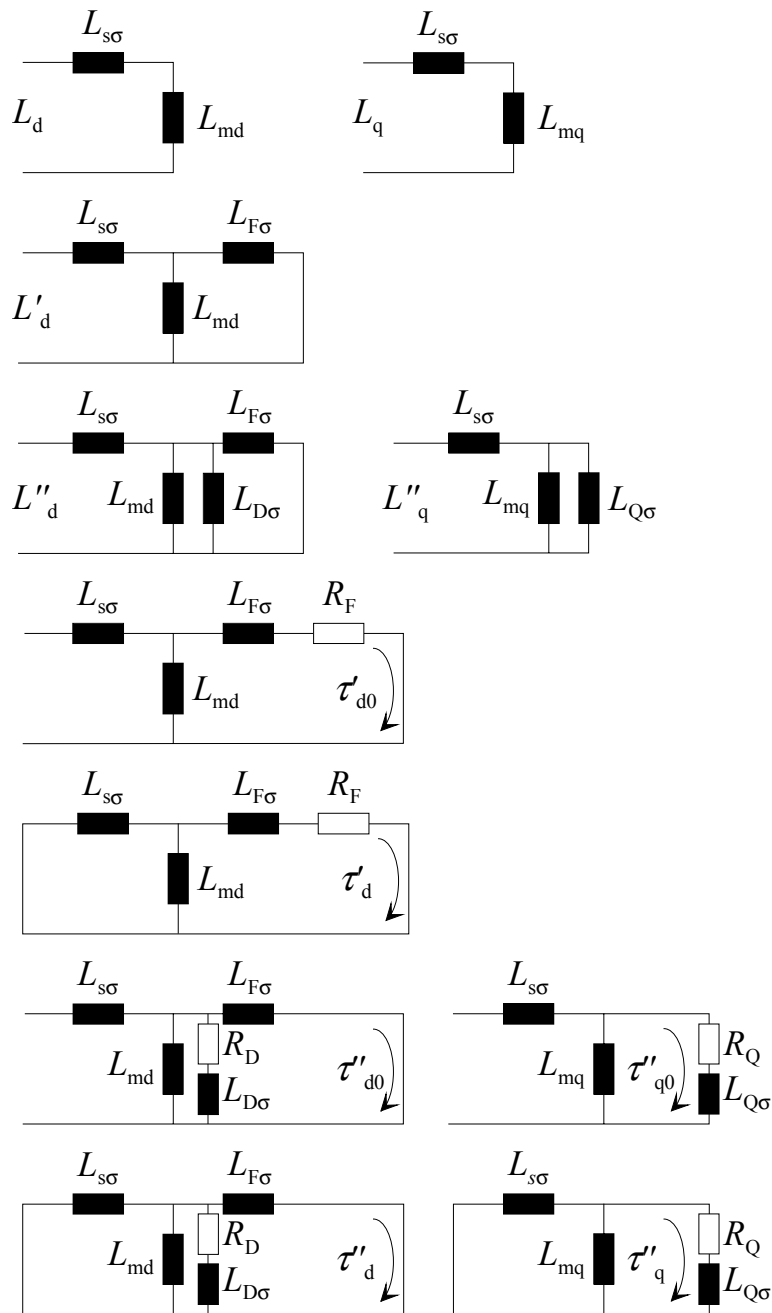 Lsσ Lsσ
Ld Lmd Lq Lmq
Lsσ LFσ
L′d Lmd
Lsσ LFσ Lsσ
L″d Lmd LDσ L″q Lmq LQσ
Lsσ LFσ RF
Lmd τ′d0
Lsσ LFσ RF
Lmd τ′d
Lsσ LFσ Lsσ
Lmd RD LDσ τ″d0 Lmq τ″q0 RQ LQσ
Lsσ LFσ Lsσ
Lmd RD LDσ τ″d Lmq τ″q RQ LQσ